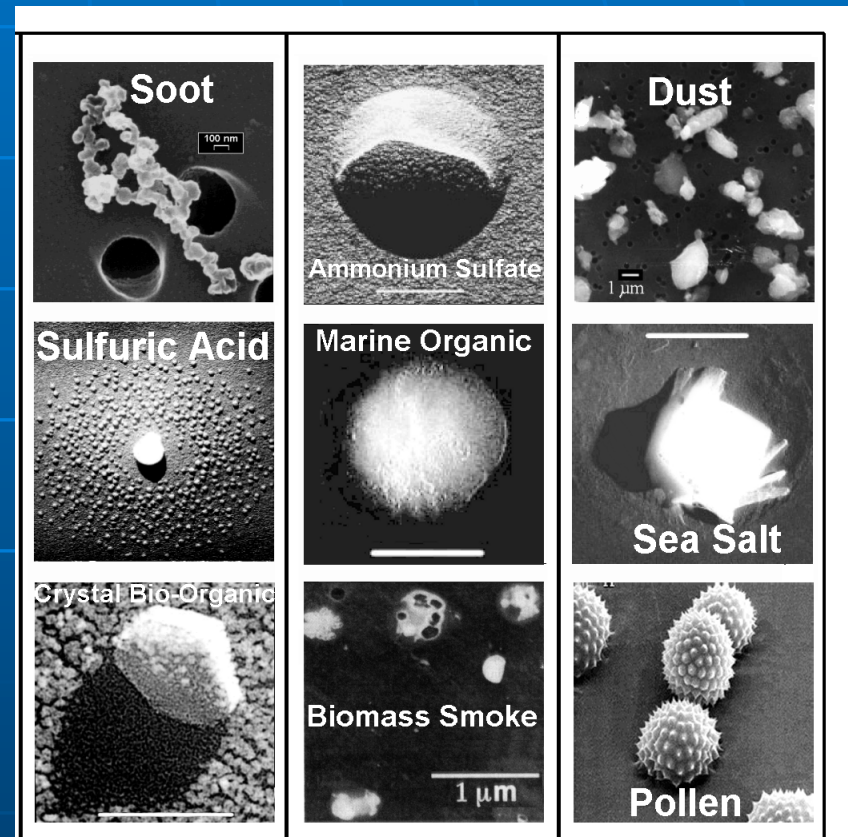 Soot
100 nm
Ammonium Sulfate
Dust
1 µm
Sulfuric Acid
Marine Organic
Sea Salt
Crystal Bio-Organic
Biomass Smoke
1 µm
Pollen